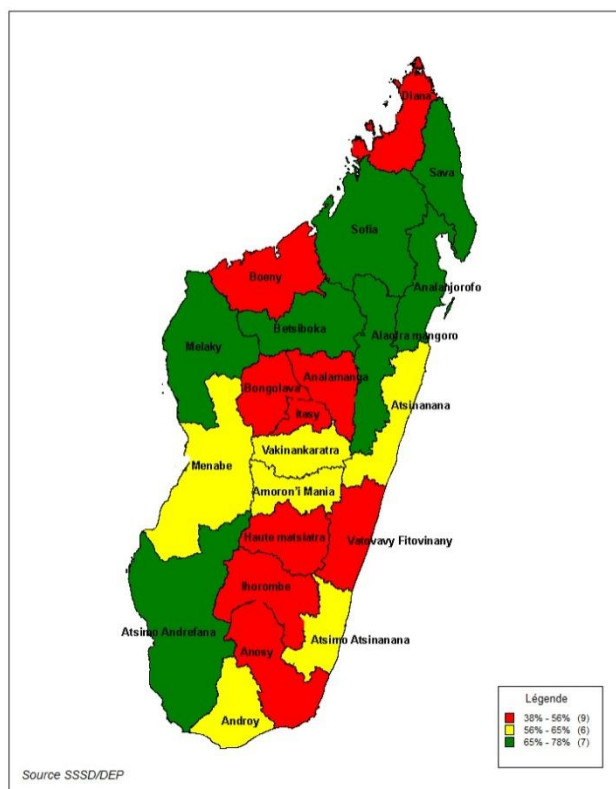 Diana
Sava
Sofia
Boeny
Analanjorofo
Betsiboka
Alaotra mangoro
Melaky
Analamanga
Bongolava
Atsinanana
Itasy
Vakinankaratra
Menabe
Amoron'i Mania
Haute matsiatra
Vatovavy Fitovinany
Ihorombe
Atsimo Andrefana
Atsimo Atsinanana
Anosy
Androy
Légende
38% - 56% (9)
56% - 65% (6)
65% - 78% (7)
Source SSSD/DEP